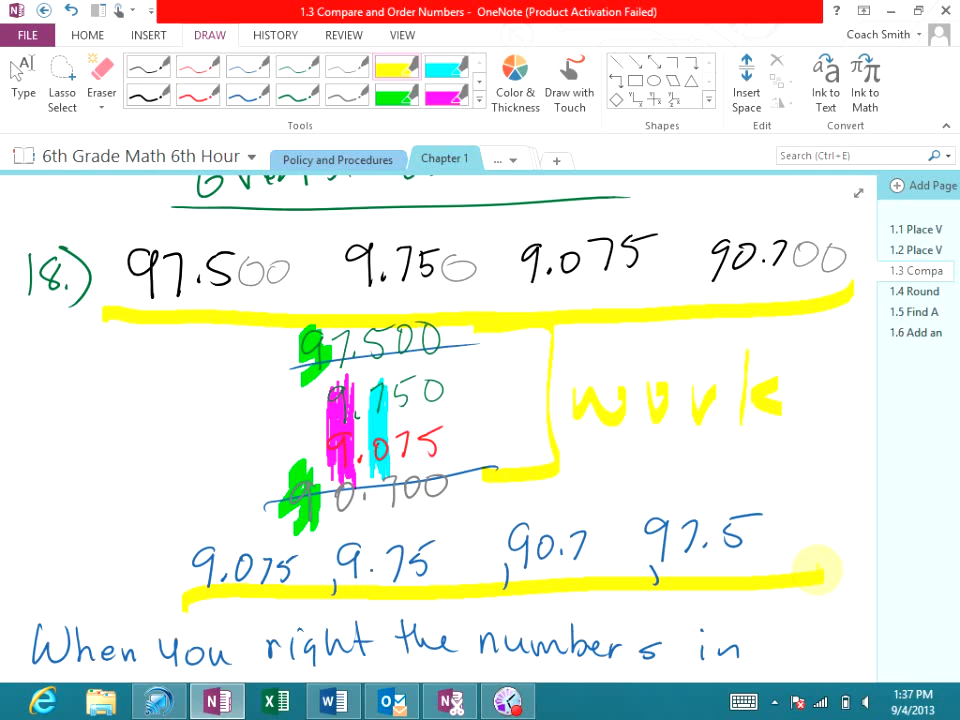 1.3 Compare and Order Numbers - OneNote (Product Activation Failed)
FILE HOME INSERT DRAW HISTORY REVIEW VIEW Coach Smith
Type Lasso Select Eraser Color & Thickness Draw with Touch Insert Space Ink to Text Ink to Math
Tools Shapes Edit Convert
6th Grade Math 6th Hour Policy and Procedures Chapter 1 ... + Search (Ctrl+E)
Add Page
1.1 Place V
1.2 Place V
1.3 Compa
1.4 Round
1.5 Find A
1.6 Add an
18.) 97.500 9.750 9.075 90.700
97.500
9.750
9.075
90.700
work
9.075, 9.75, 90.7, 97.5
When you right the numbers in
1:37 PM
9/4/2013